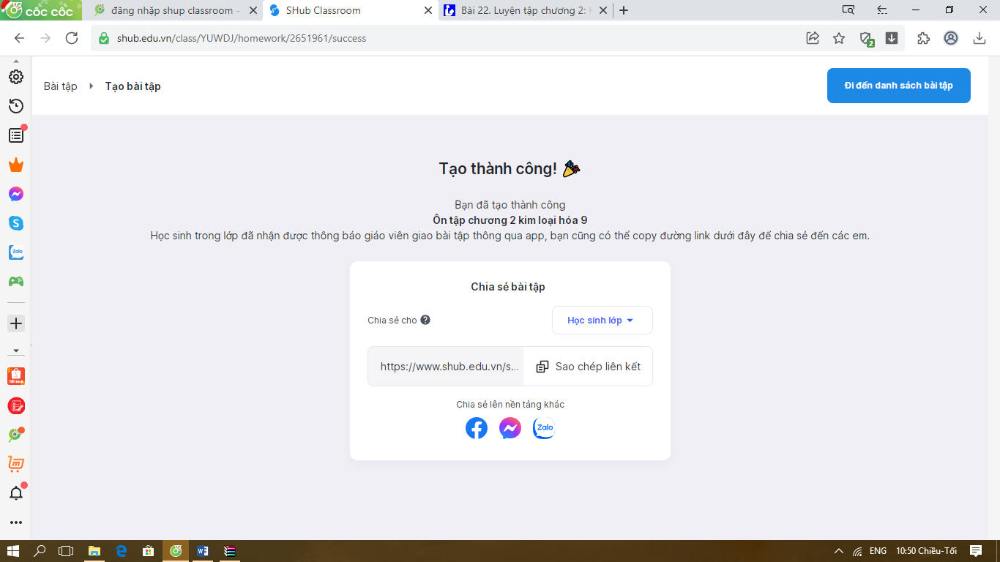 cốc cốc
đăng nhập shup classroom -
SHub Classroom
Bài 22. Luyện tập chương 2:
shub.edu.vn/class/YUWDJ/homework/2651961/success
2
Bài tập
Tạo bài tập
Đi đến danh sách bài tập
Tạo thành công!
Bạn đã tạo thành công
Ôn tập chương 2 kim loại hóa 9
Học sinh trong lớp đã nhận được thông báo giáo viên giao bài tập thông qua app, bạn cũng có thể copy đường link dưới đây để chia sẻ đến các em.
Chia sẻ bài tập
Chia sẻ cho
Học sinh lớp
https://www.shub.edu.vn/s...
Sao chép liên kết
Chia sẻ lên nền tảng khác
Zalo
Zalo
ENG
10:50 Chiều-Tối